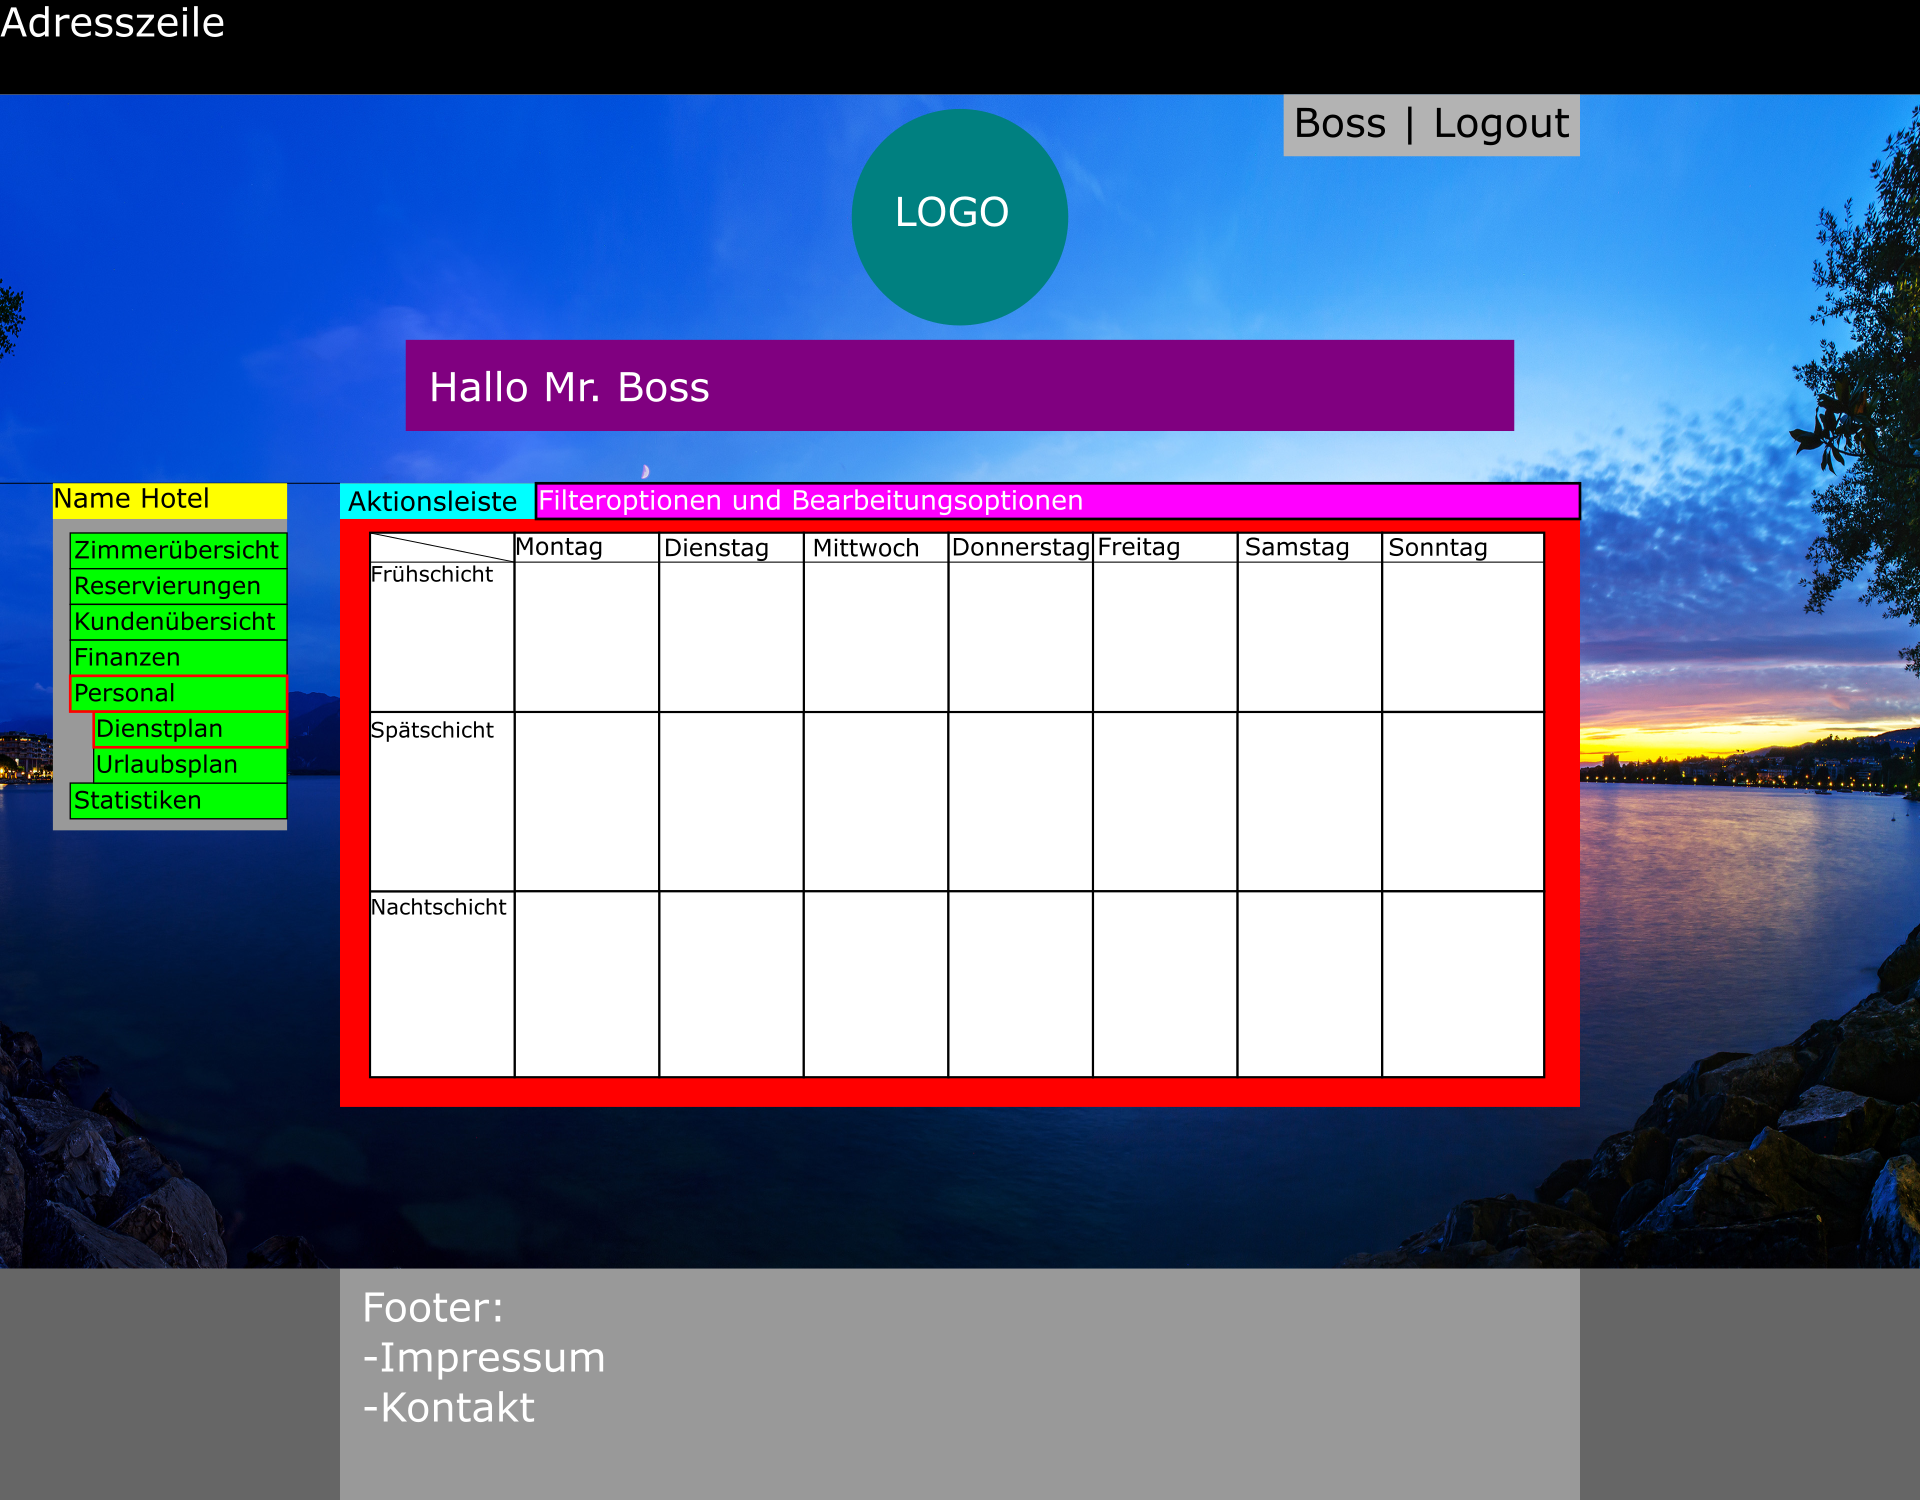 Adresszeile
Boss | Logout
LOGO
Hallo Mr. Boss
Name Hotel
Zimmerübersicht
Reservierungen
Kundenübersicht
Finanzen
Personal
Dienstplan
Urlaubsplan
Statistiken
Aktionsleiste Filteroptionen und Bearbeitungsoptionen
Montag Dienstag Mittwoch Donnerstag Freitag Samstag Sonntag
Frühschicht
Spätschicht
Nachtschicht
Footer:
-Impressum
-Kontakt